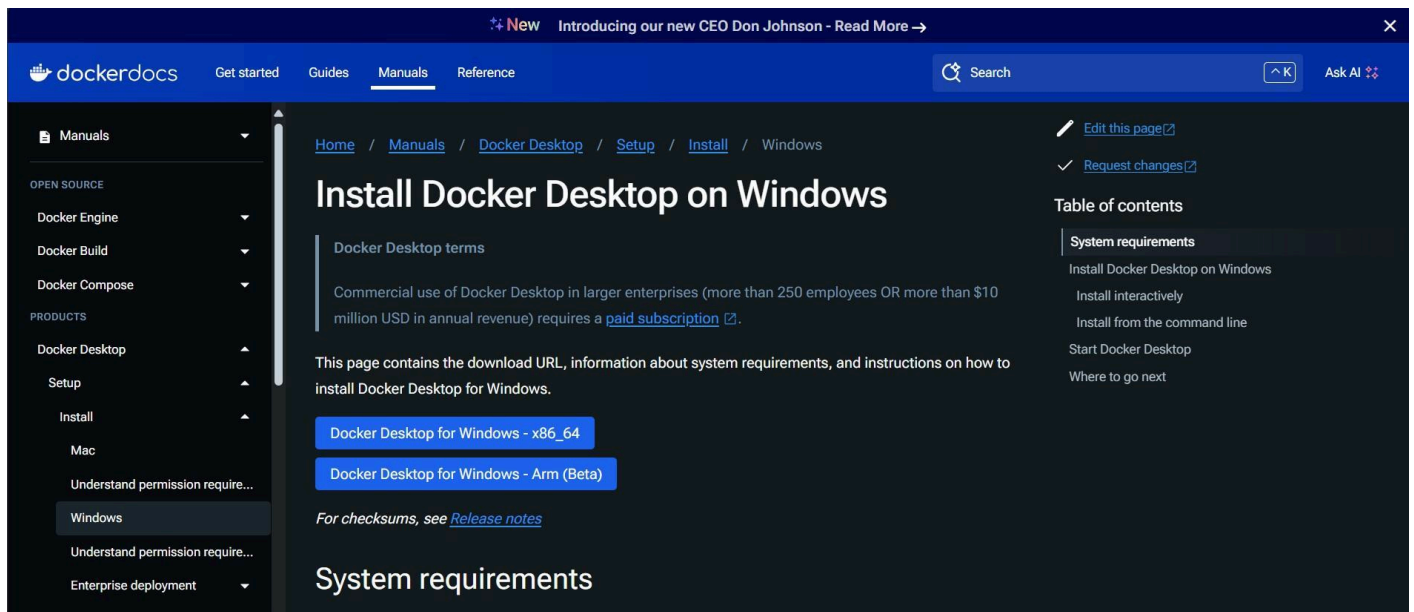 New Introducing our new CEO Don Johnson - Read More →
dockerdocs Get started Guides Manuals Reference Search ^ K Ask AI
Manuals
OPEN SOURCE
Docker Engine
Docker Build
Docker Compose
PRODUCTS
Docker Desktop
Setup
Install
Mac
Understand permission require...
Windows
Understand permission require...
Enterprise deployment
Home / Manuals / Docker Desktop / Setup / Install / Windows
Install Docker Desktop on Windows
Docker Desktop terms
Commercial use of Docker Desktop in larger enterprises (more than 250 employees OR more than $10
million USD in annual revenue) requires a paid subscription.
This page contains the download URL, information about system requirements, and instructions on how to
install Docker Desktop for Windows.
Docker Desktop for Windows - x86_64
Docker Desktop for Windows - Arm (Beta)
For checksums, see Release notes
System requirements
Edit this page
Request changes
Table of contents
System requirements
Install Docker Desktop on Windows
Install interactively
Install from the command line
Start Docker Desktop
Where to go next